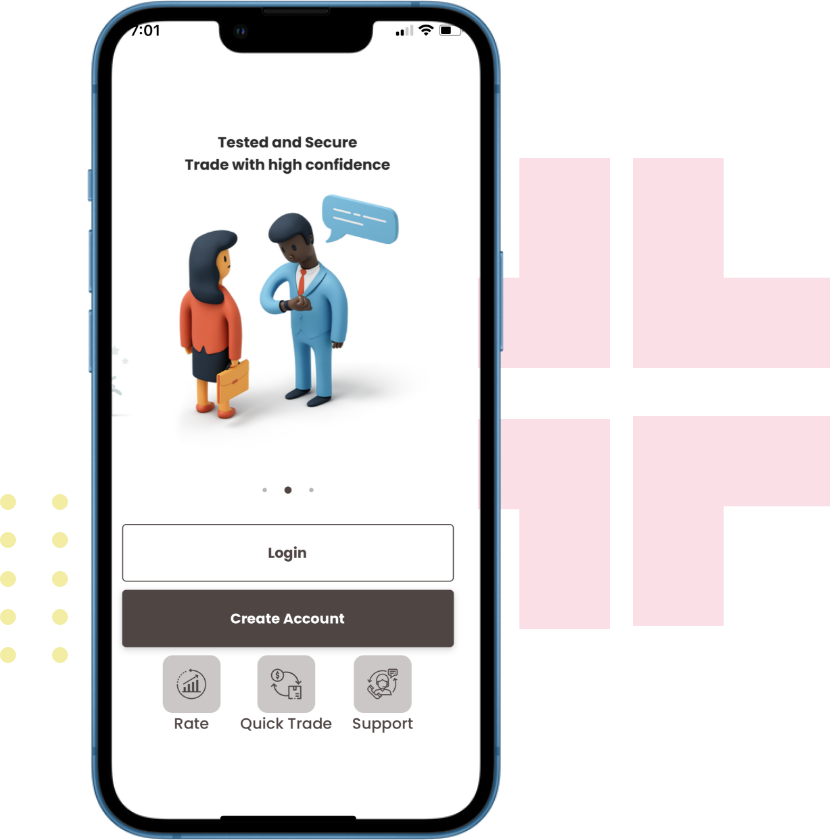 7:01
Tested and Secure
Trade with high confidence
Login
Create Account
Rate
Quick Trade
Support